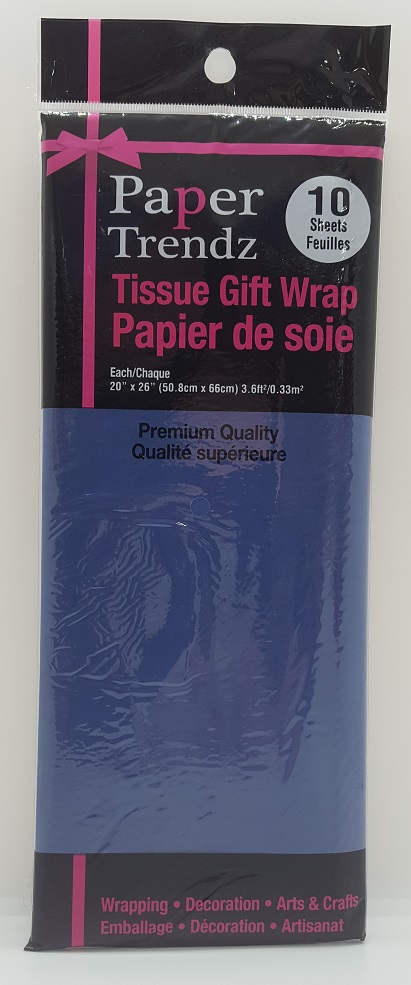 Paper
Trendz
10
Sheets
Feuilles
Tissue Gift Wrap
Papier de soie
Each/Chaque
20" x 26" (50.8cm x 66cm) 3.6ft²/0.33m²
Premium Quality
Qualité supérieure
Wrapping • Decoration • Arts & Crafts
Emballage • Décoration • Artisanat